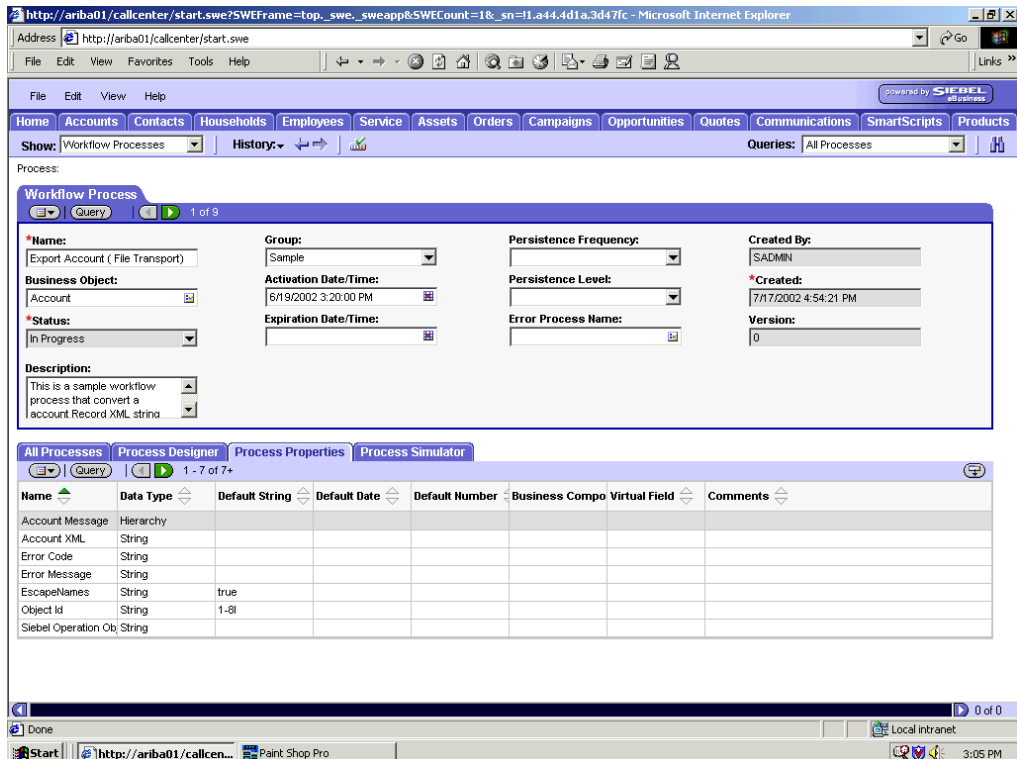 http://ariba01/callcenter/start.swe?SWEFrame=top._swe._sweapp&SWECount=1&_sn=!1.a44.4d1a.3d47fc - Microsoft Internet Explorer
Address http://ariba01/callcenter/start.swe Go
File Edit View Favorites Tools Help Links »
File Edit View Help powered by SIEBEL eBusiness
Home Accounts Contacts Households Employees Service Assets Orders Campaigns Opportunities Quotes Communications SmartScripts Products
Show: Workflow Processes History: Queries: All Processes
Process:
Workflow Process
Query 1 of 9
*Name: Group: Persistence Frequency: Created By:
Export Account ( File Transport) Sample SADMIN
Business Object: Activation Date/Time: Persistence Level: *Created:
Account 6/19/2002 3:20:00 PM 7/17/2002 4:54:21 PM
*Status: Expiration Date/Time: Error Process Name: Version:
In Progress 0
Description:
This is a sample workflow
process that convert a
account Record XML string
All Processes Process Designer Process Properties Process Simulator
Query 1 - 7 of 7+
Name Data Type Default String Default Date Default Number Business Compo Virtual Field Comments
Account Message Hierarchy
Account XML String
Error Code String
Error Message String
EscapeNames String true
Object Id String 1-8I
Siebel Operation Ob String
0 of 0
Done Local intranet
Start http://ariba01/callcen... Paint Shop Pro 3:05 PM